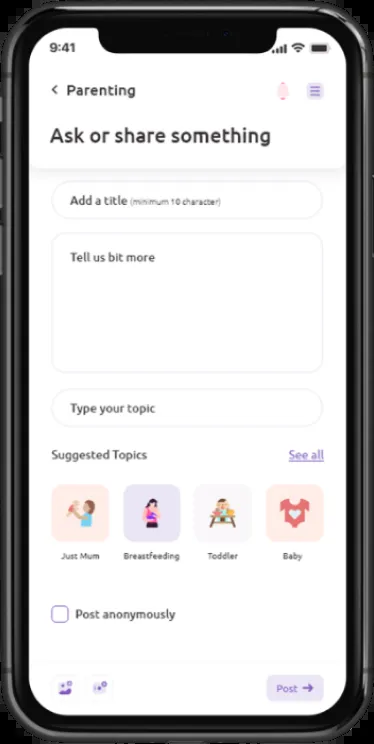 9:41
Parenting
Ask or share something
Add a title (minimum 10 character)
Tell us bit more
Type your topic
Suggested Topics See all
Just Mum Breastfeeding Toddler Baby
Post anonymously
Post